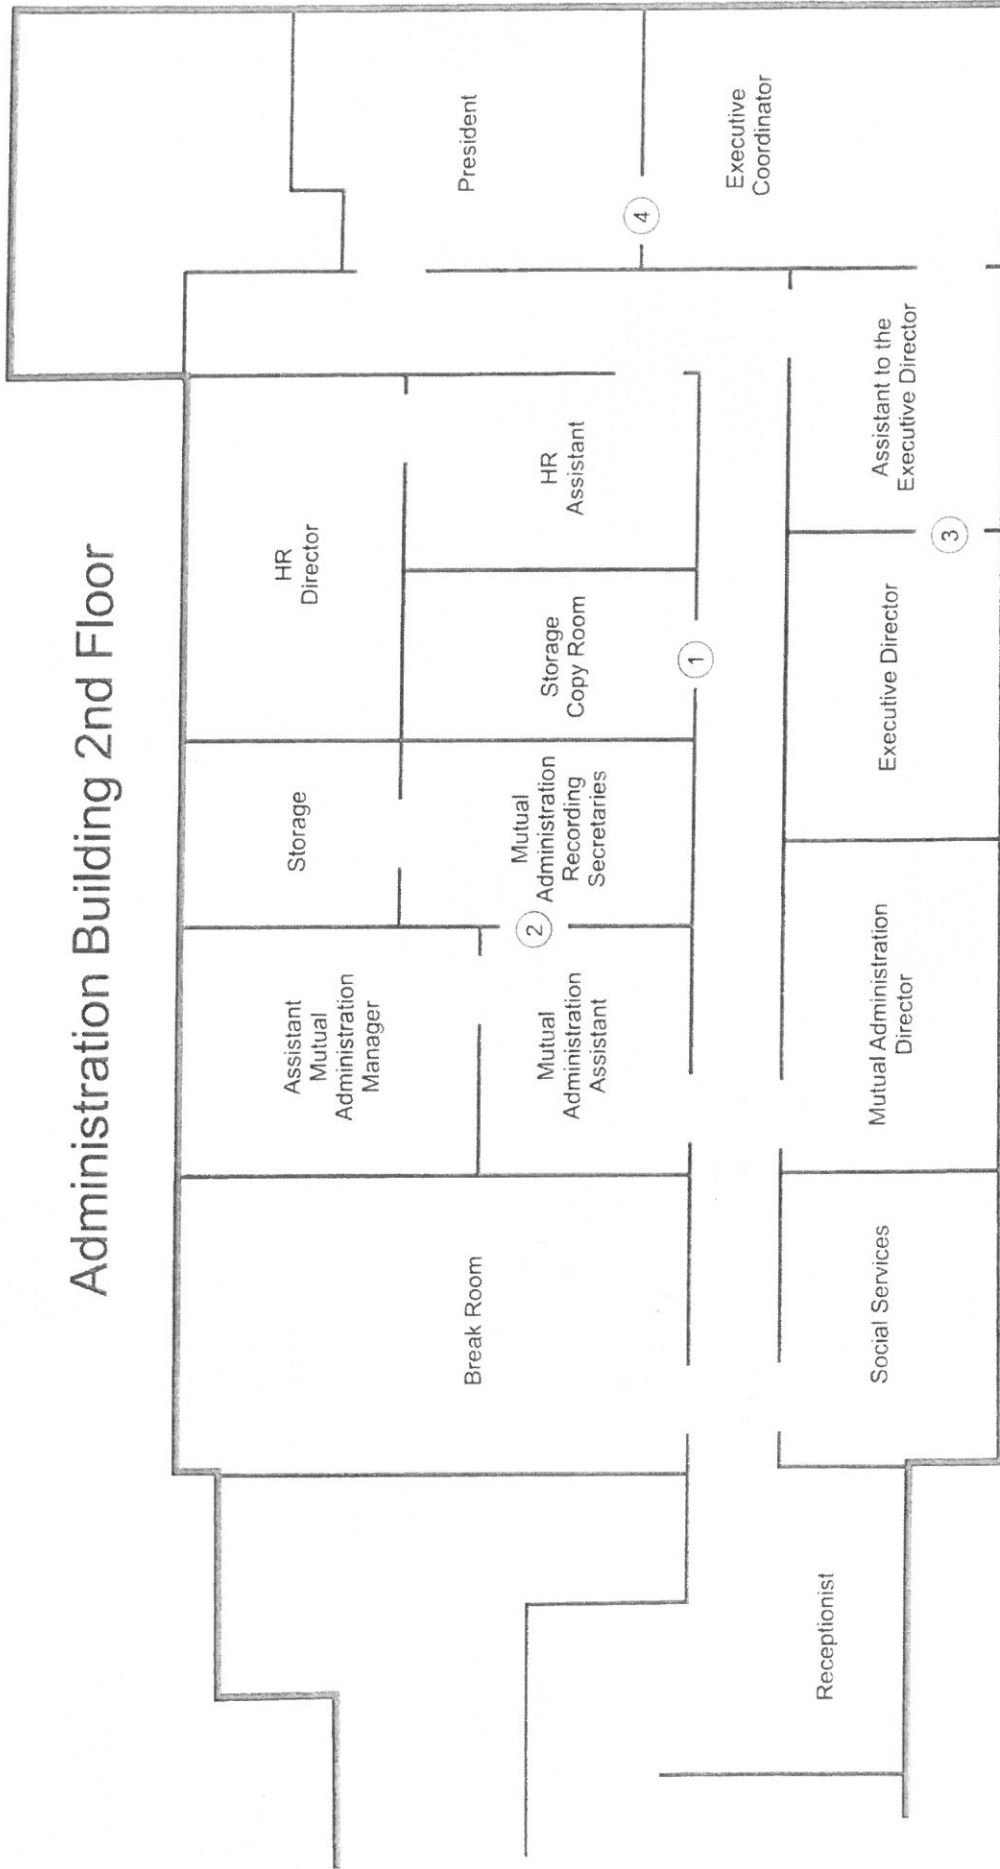 Administration Building 2nd Floor
Break Room
Assistant
Mutual
Administration
Manager
Storage
HR
Director
Mutual
Administration
Assistant
2
Mutual
Administration
Recording
Secretaries
Storage
Copy Room
1
HR
Assistant
President
4
Executive
Coordinator
Receptionist
Social Services
Mutual Administration
Director
Executive Director
3
Assistant to the
Executive Director